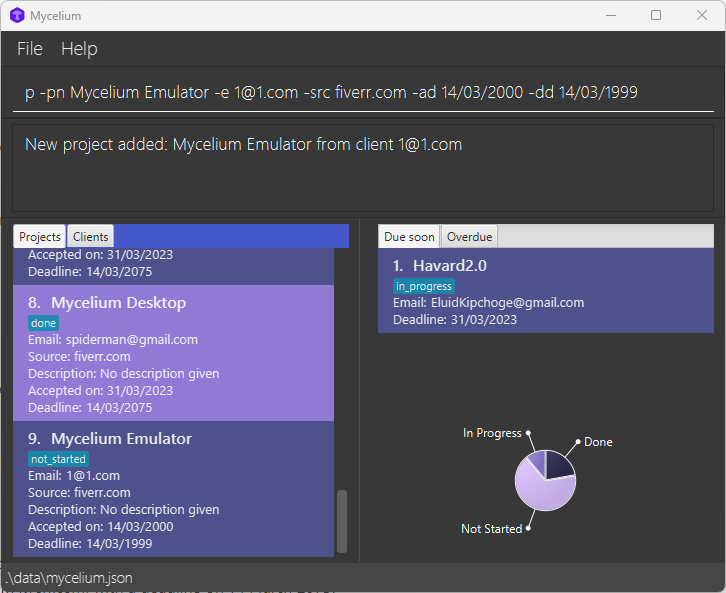 Mycelium
File Help
p -pn Mycelium Emulator -e 1@1.com -src fiverr.com -ad 14/03/2000 -dd 14/03/1999
New project added: Mycelium Emulator from client 1@1.com
Projects Clients
Accepted on: 31/03/2023
Deadline: 14/03/2075
8. Mycelium Desktop
done
Email: spiderman@gmail.com
Source: fiverr.com
Description: No description given
Accepted on: 31/03/2023
Deadline: 14/03/2075
9. Mycelium Emulator
not_started
Email: 1@1.com
Source: fiverr.com
Description: No description given
Accepted on: 14/03/2000
Deadline: 14/03/1999
Due soon Overdue
1. Havard2.0
in_progress
Email: EluidKipchoge@gmail.com
Deadline: 31/03/2023
In Progress
Done
Not Started
.\data\mycelium.json